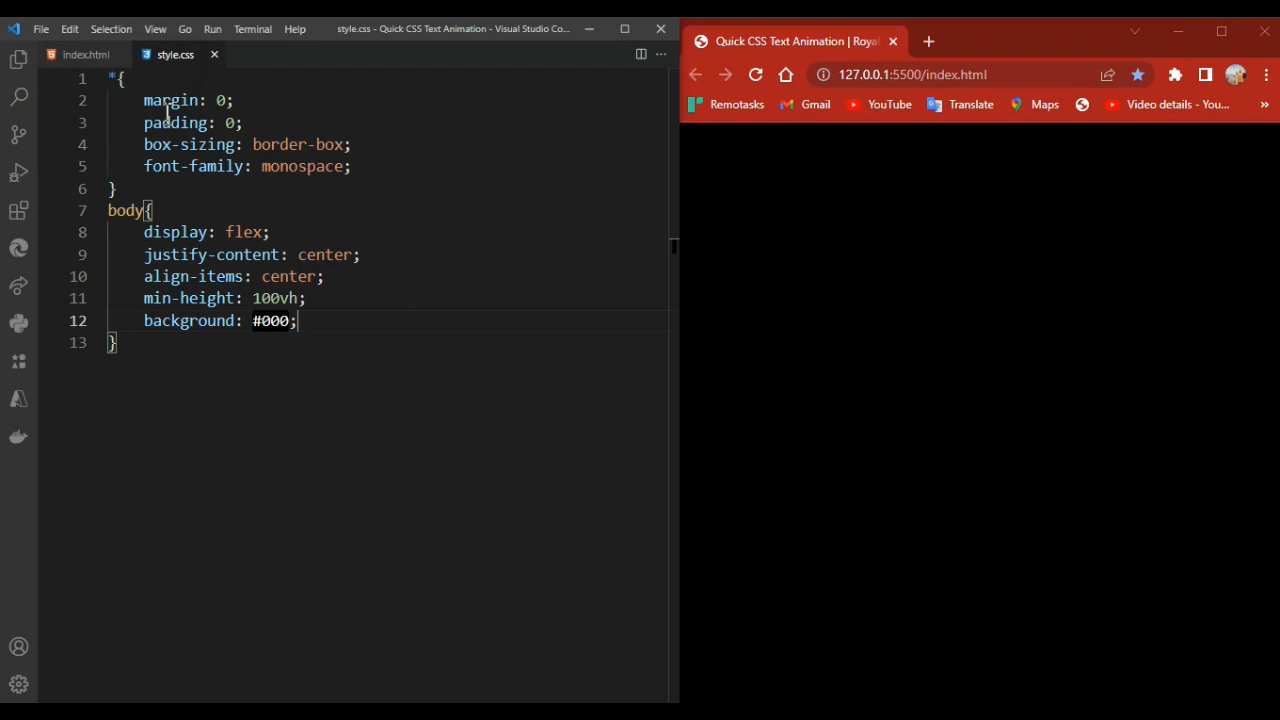 File Edit Selection View Go Run Terminal Help style.css - Quick CSS Text Animation - Visual Studio Co...
index.html style.css
1 *{
2 margin: 0;
3 padding: 0;
4 box-sizing: border-box;
5 font-family: monospace;
6 }
7 body{
8 display: flex;
9 justify-content: center;
10 align-items: center;
11 min-height: 100vh;
12 background: #000;
13 }
Quick CSS Text Animation | Royal
127.0.0.1:5500/index.html
Remotasks Gmail YouTube Translate Maps Video details - You... »